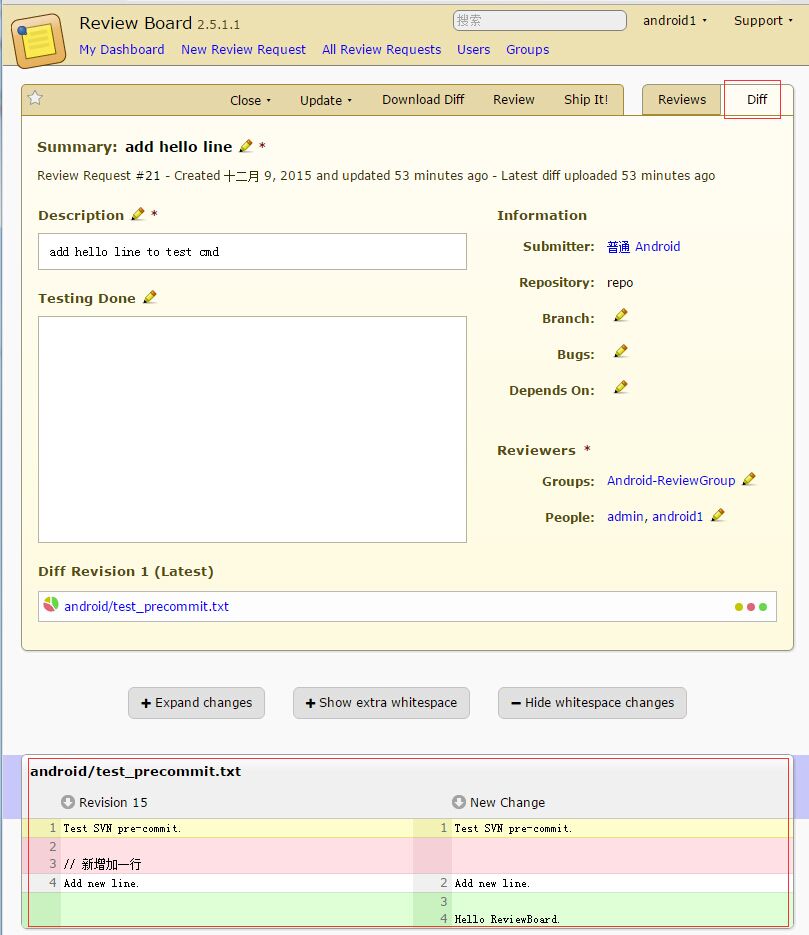 Review Board 2.5.1.1
搜索
android1
Support
My Dashboard New Review Request All Review Requests Users Groups
Close Update Download Diff Review Ship It! Reviews Diff
Summary: add hello line *
Review Request #21 - Created 十二月 9, 2015 and updated 53 minutes ago - Latest diff uploaded 53 minutes ago
Description *
add hello line to test cmd
Testing Done
Information
Submitter: 普通 Android
Repository: repo
Branch:
Bugs:
Depends On:
Reviewers *
Groups: Android-ReviewGroup
People: admin, android1
Diff Revision 1 (Latest)
android/test_precommit.txt
Expand changes Show extra whitespace Hide whitespace changes
android/test_precommit.txt
Revision 15 New Change
1 Test SVN pre-commit. 1 Test SVN pre-commit.
2
3 // 新增加一行
4 Add new line. 2 Add new line.
3
4 Hello ReviewBoard.